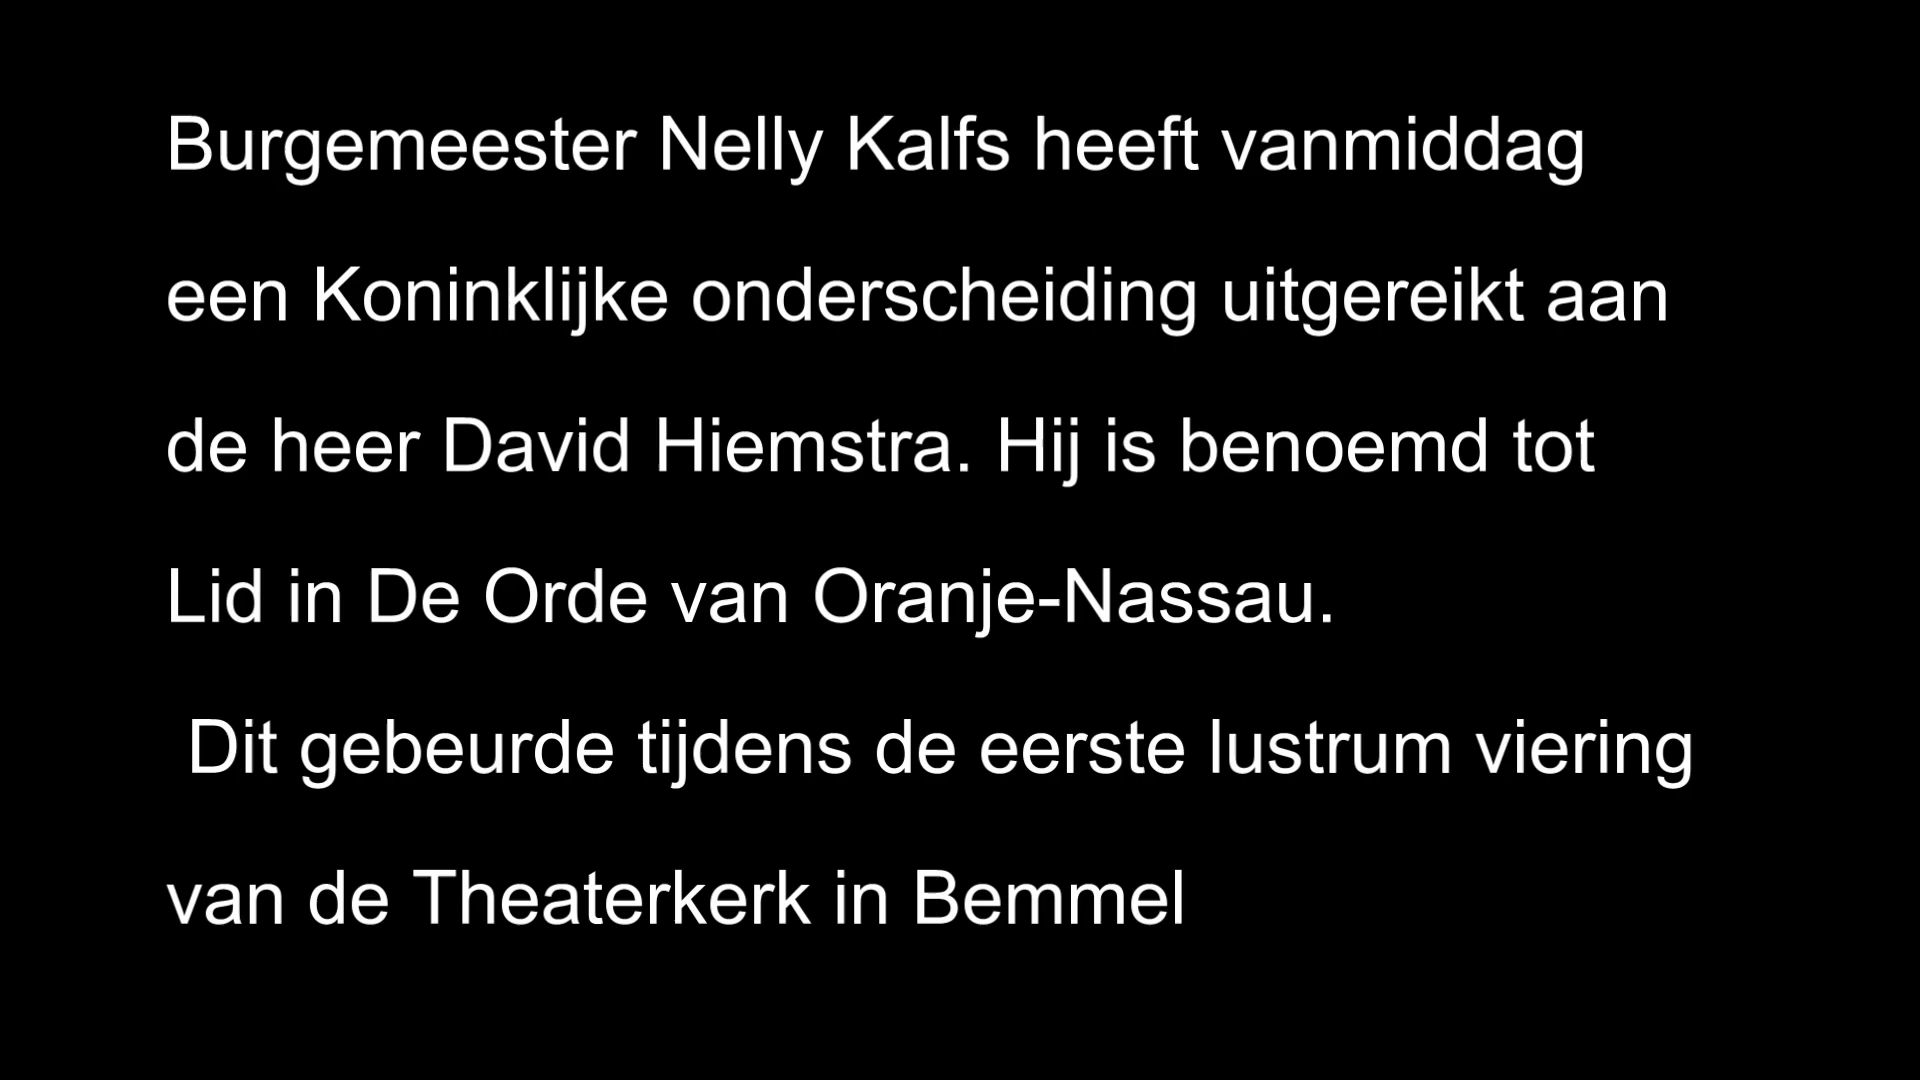 Burgemeester Nelly Kalfs heeft vanmiddag
een Koninklijke onderscheiding uitgereikt aan
de heer David Hiemstra. Hij is benoemd tot
Lid in De Orde van Oranje-Nassau.
Dit gebeurde tijdens de eerste lustrum viering
van de Theaterkerk in Bemmel